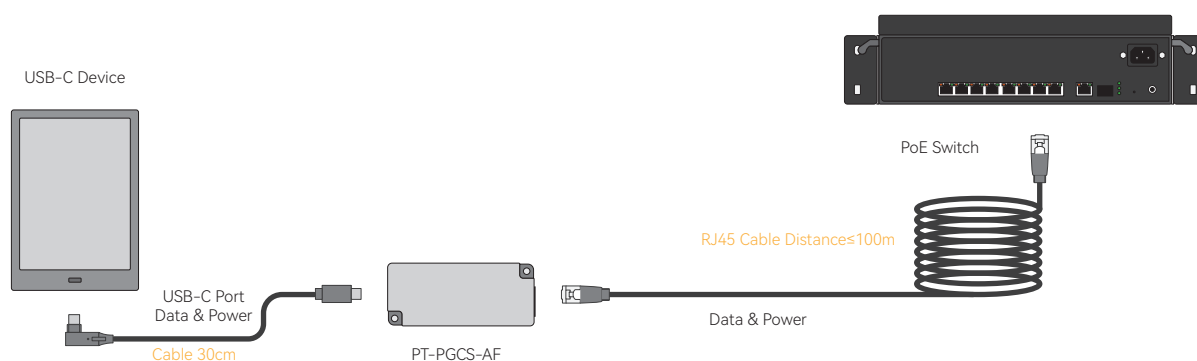 USB-C Device
PoE Switch
RJ45 Cable Distance≤100m
USB-C Port
Data & Power
Data & Power
Cable 30cm
PT-PGCS-AF